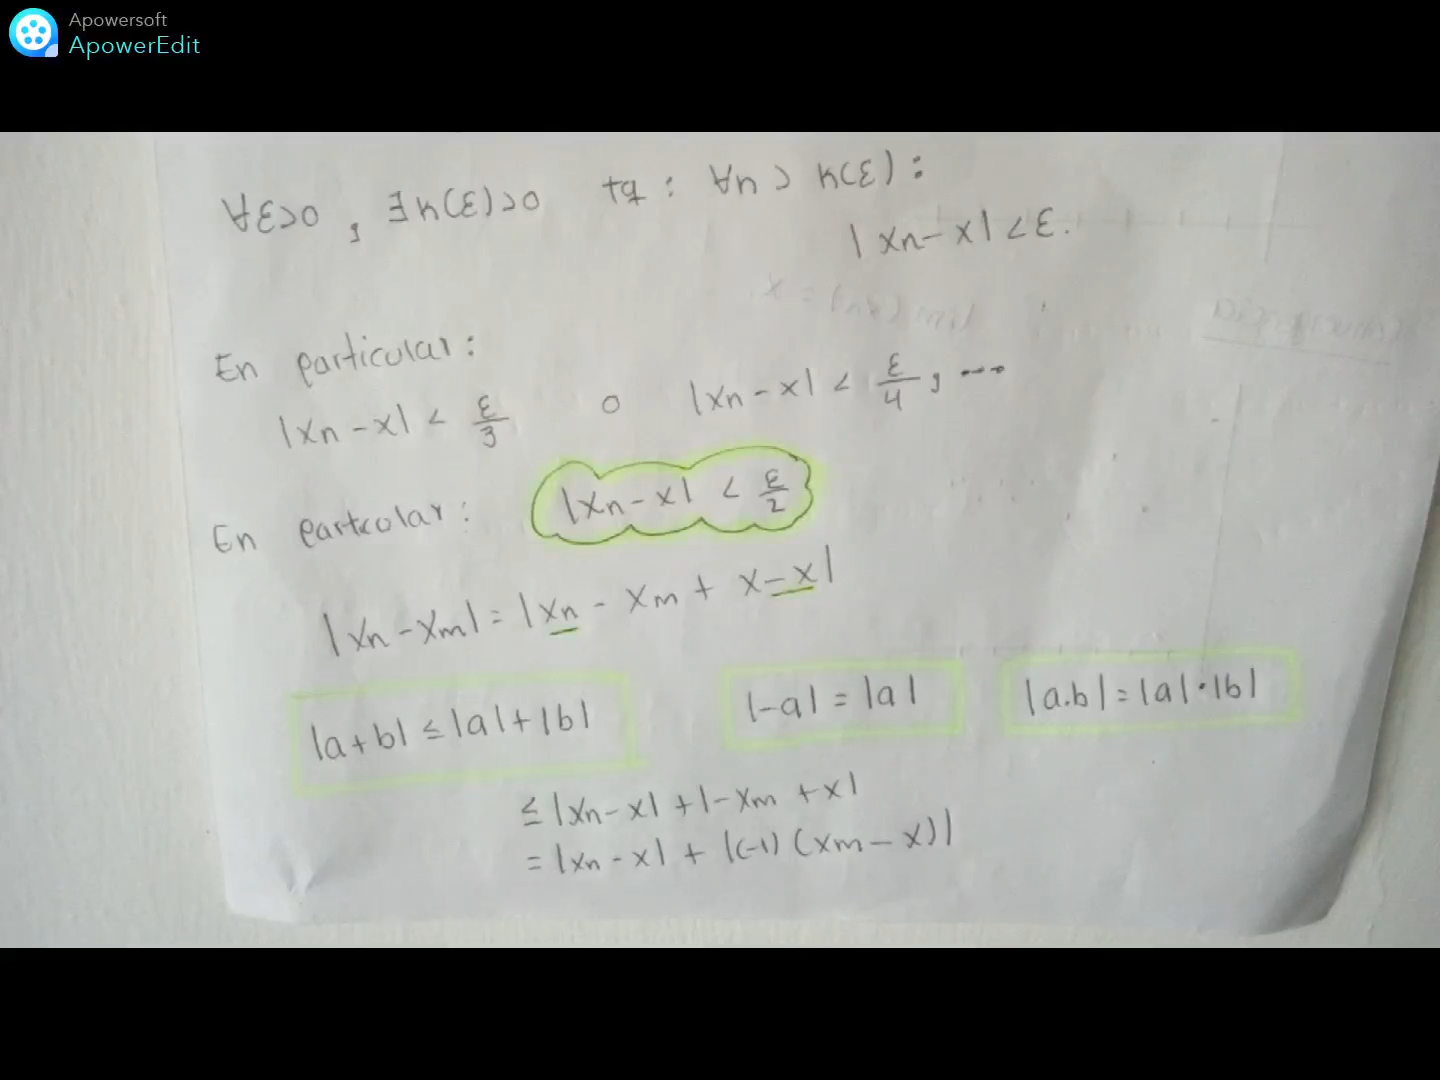 Apowersoft
ApowerEdit
∀ε>0 , ∃ K(ε)>0 tq : ∀n > K(ε) :
|xn - x| < ε.
En particular:
|xn - x| < ε/3 o |xn - x| < ε/4 , ...
En partcolar: |xn - x| < ε/2
|xn - xm| = |xn - xm + x - x|
|a+b| ≤ |a| + |b| |-a| = |a| |a.b| = |a|·|b|
≤ |xn - x| + |-xm + x|
= |xn - x| + |(-1) (xm - x)|